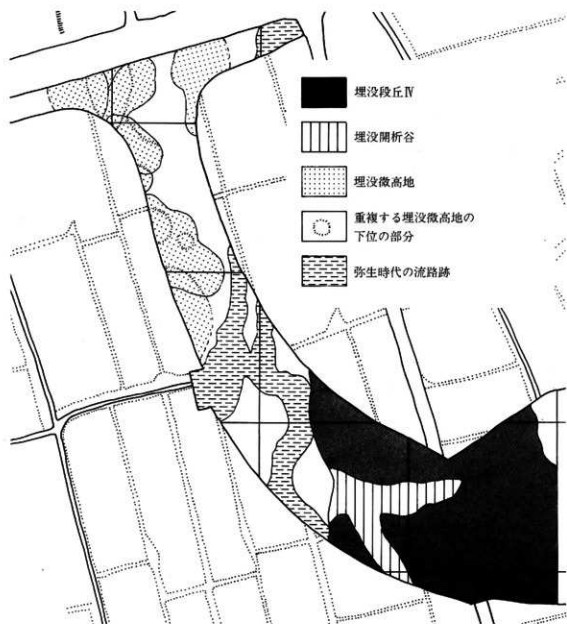 埋没段丘Ⅳ
埋没開析谷
埋没微高地
重複する埋没微高地の
下位の部分
弥生時代の流路跡